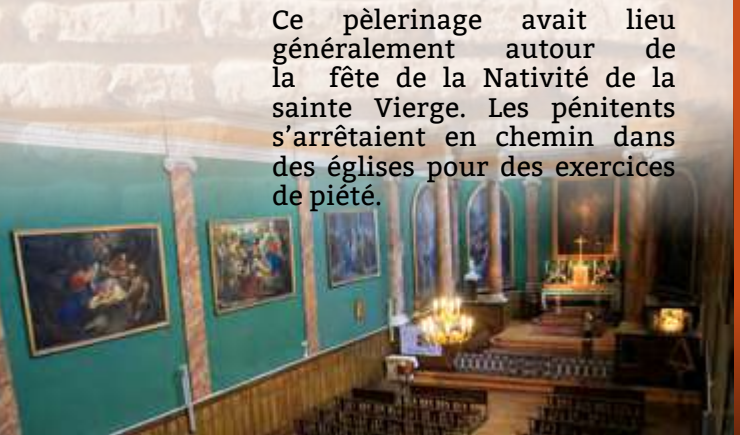 Ce pèlerinage avait lieu
généralement autour de
la fête de la Nativité de la
sainte Vierge. Les pénitents
s’arrêtaient en chemin dans
des églises pour des exercices
de piété.